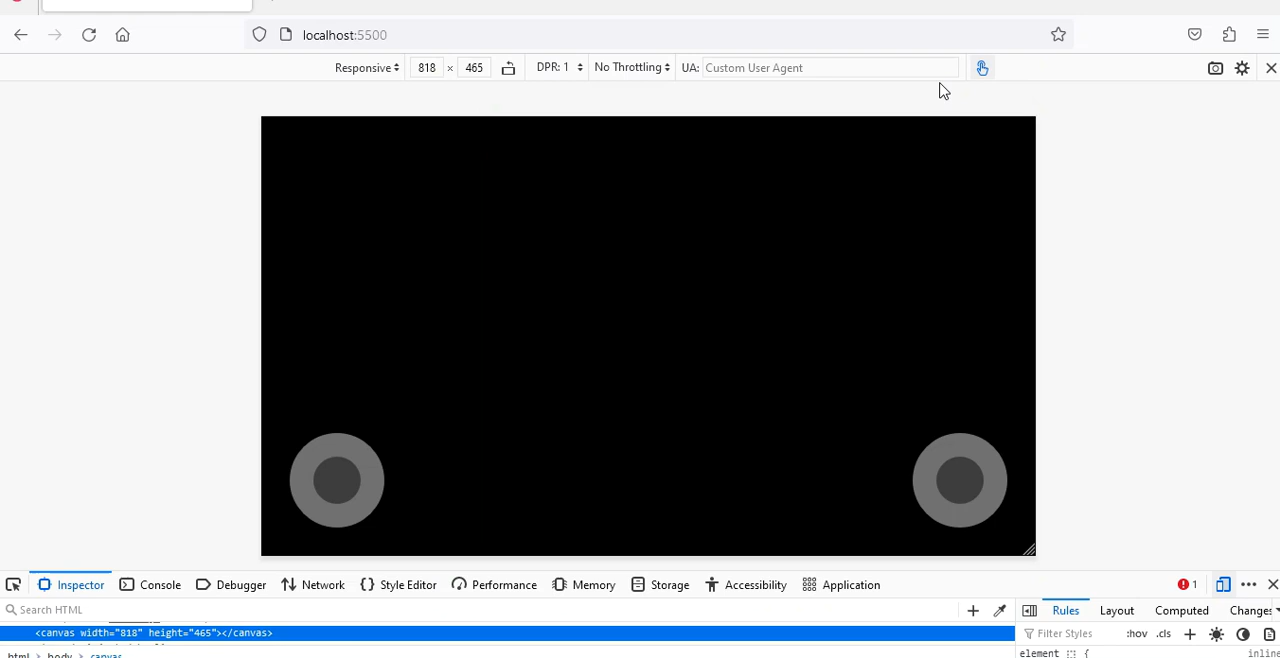 localhost:5500
Responsive 818 × 465 DPR: 1 No Throttling UA: Custom User Agent
Inspector Console Debugger Network Style Editor Performance Memory Storage Accessibility Application 1
Search HTML
<canvas width="818" height="465"></canvas>
html > body > canvas
Rules Layout Computed Changes
Filter Styles :hov .cls
element { inline